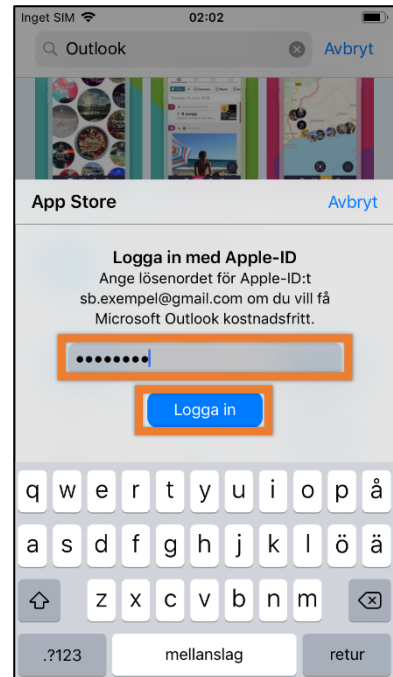 Inget SIM 02:02
Outlook Avbryt
App Store Avbryt
Logga in med Apple-ID
Ange lösenordet för Apple-ID:t
sb.exempel@gmail.com om du vill få
Microsoft Outlook kostnadsfritt.
••••••••
Logga in
q w e r t y u i o p å
a s d f g h j k l ö ä
z x c v b n m
.?123 mellanslag retur